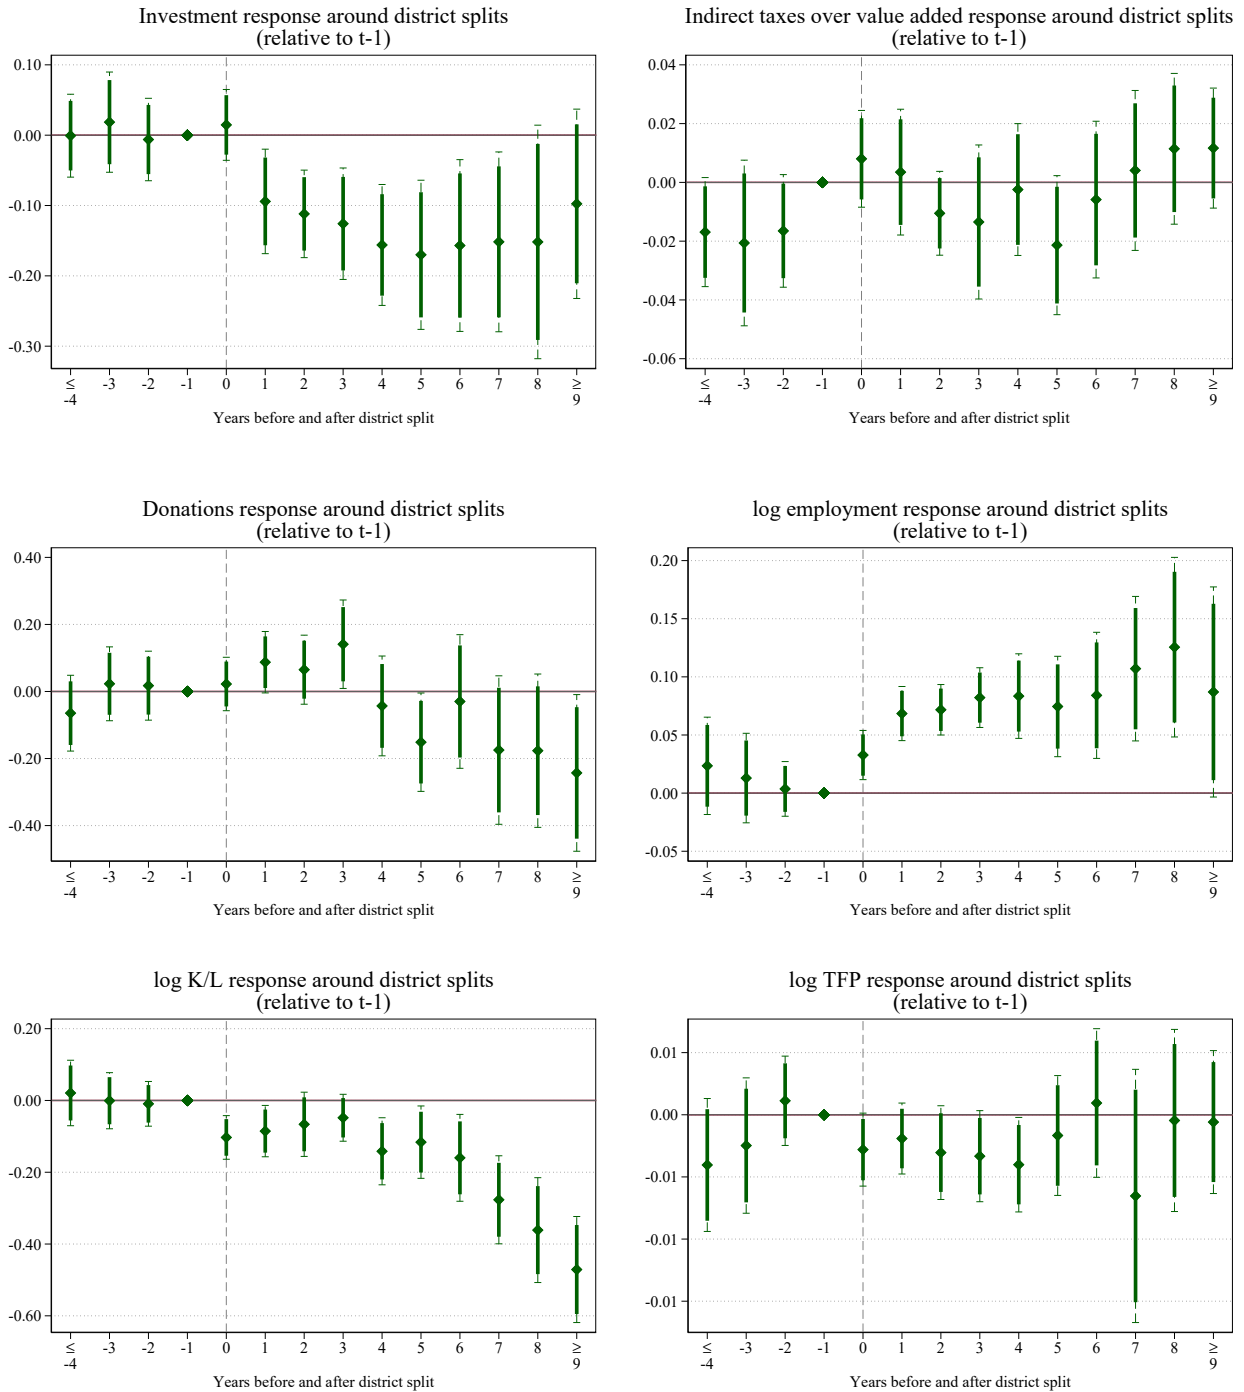 Investment response around district splits
(relative to t-1)
0.10
0.00
-0.10
-0.20
-0.30
≤ -3 -2 -1 0 1 2 3 4 5 6 7 8 ≥
-4 9
Years before and after district split
Indirect taxes over value added response around district splits
(relative to t-1)
0.04
0.02
0.00
-0.02
-0.04
-0.06
≤ -3 -2 -1 0 1 2 3 4 5 6 7 8 ≥
-4 9
Years before and after district split
Donations response around district splits
(relative to t-1)
0.40
0.20
0.00
-0.20
-0.40
≤ -3 -2 -1 0 1 2 3 4 5 6 7 8 ≥
-4 9
Years before and after district split
log employment response around district splits
(relative to t-1)
0.20
0.15
0.10
0.05
0.00
-0.05
≤ -3 -2 -1 0 1 2 3 4 5 6 7 8 ≥
-4 9
Years before and after district split
log K/L response around district splits
(relative to t-1)
0.20
0.00
-0.20
-0.40
-0.60
≤ -3 -2 -1 0 1 2 3 4 5 6 7 8 ≥
-4 9
Years before and after district split
log TFP response around district splits
(relative to t-1)
0.01
0.00
-0.01
-0.01
-0.01
≤ -3 -2 -1 0 1 2 3 4 5 6 7 8 ≥
-4 9
Years before and after district split